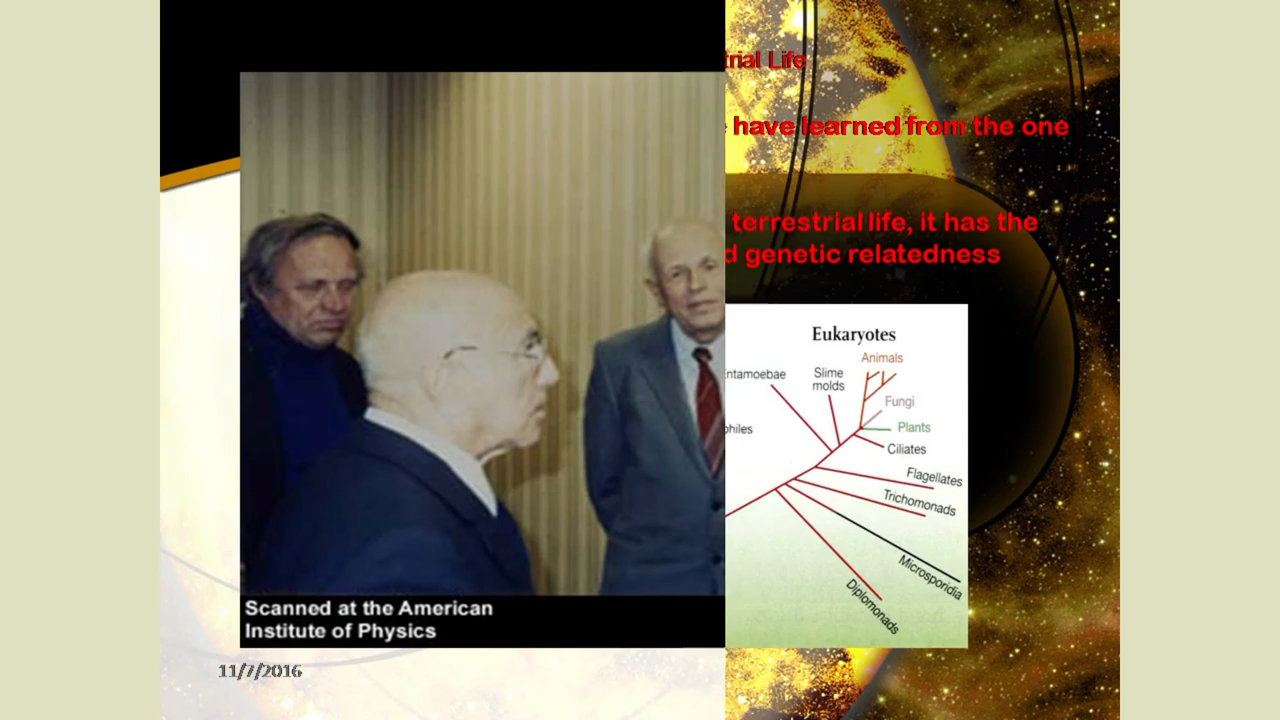 trial Life
have learned from the one
terrestrial life, it has the
d genetic relatedness
Eukaryotes
Animals
ntamoebae
Slime
molds
Fungi
philes
Plants
Ciliates
Flagellates
Trichomonads
Microsporidia
Diplomonads
Scanned at the American
Institute of Physics
11/7/2016